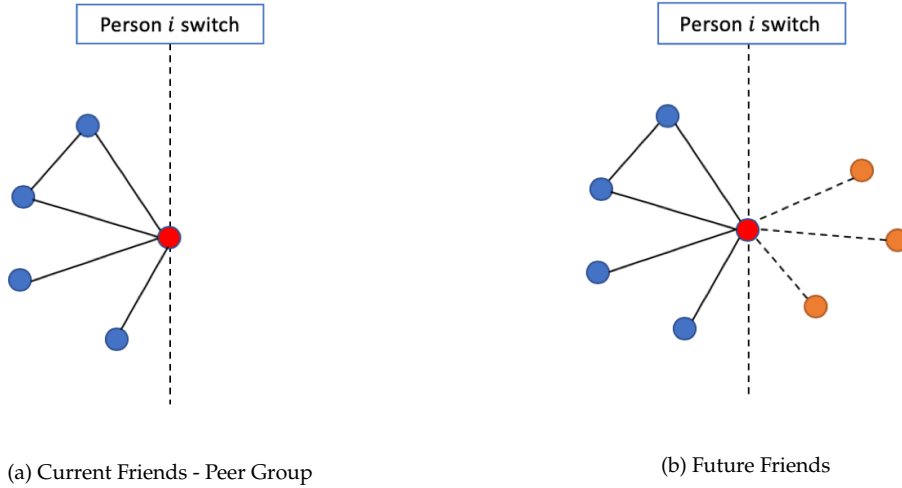 Person i switch
Person i switch
(a) Current Friends - Peer Group
(b) Future Friends